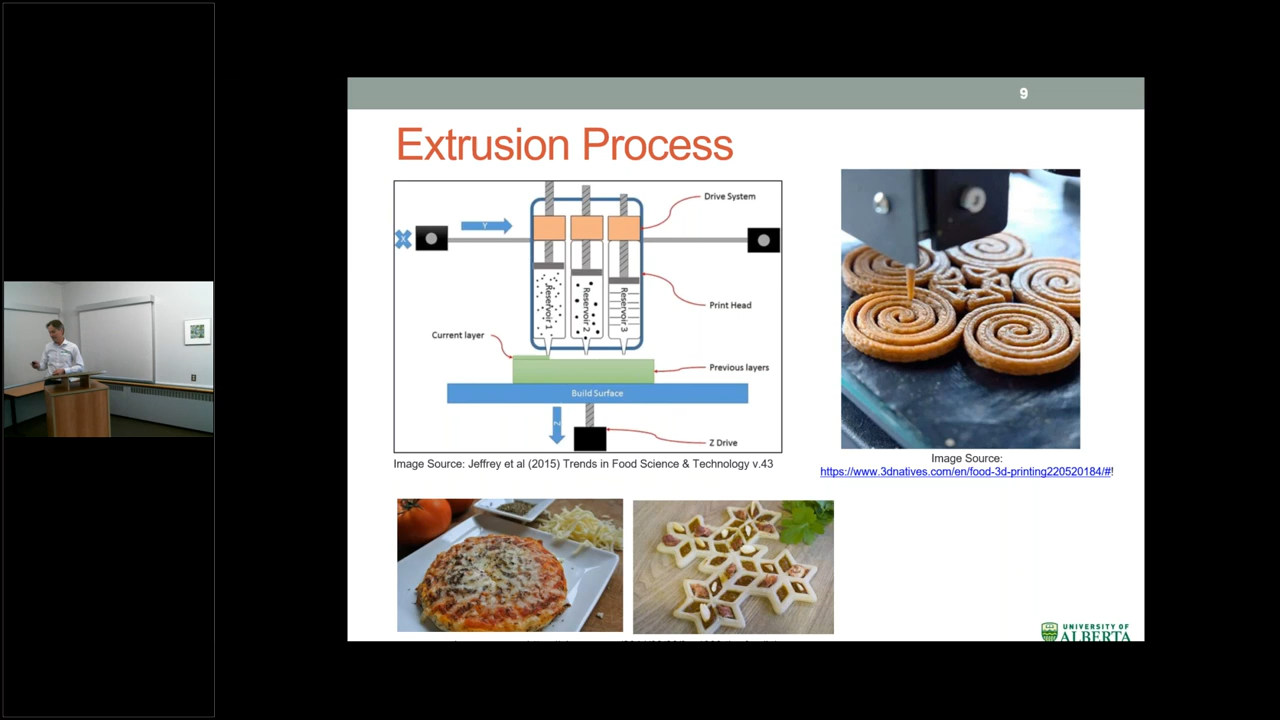 9
Extrusion Process
Drive System
Y
X
Reservoir 1
Reservoir 2
Reservoir 3
Print Head
Current layer
Previous layers
Build Surface
Z
Z Drive
Image Source: Jeffrey et al (2015) Trends in Food Science & Technology v.43
Image Source:
https://www.3dnatives.com/en/food-3d-printing220520184/#!
UNIVERSITY OF
ALBERTA